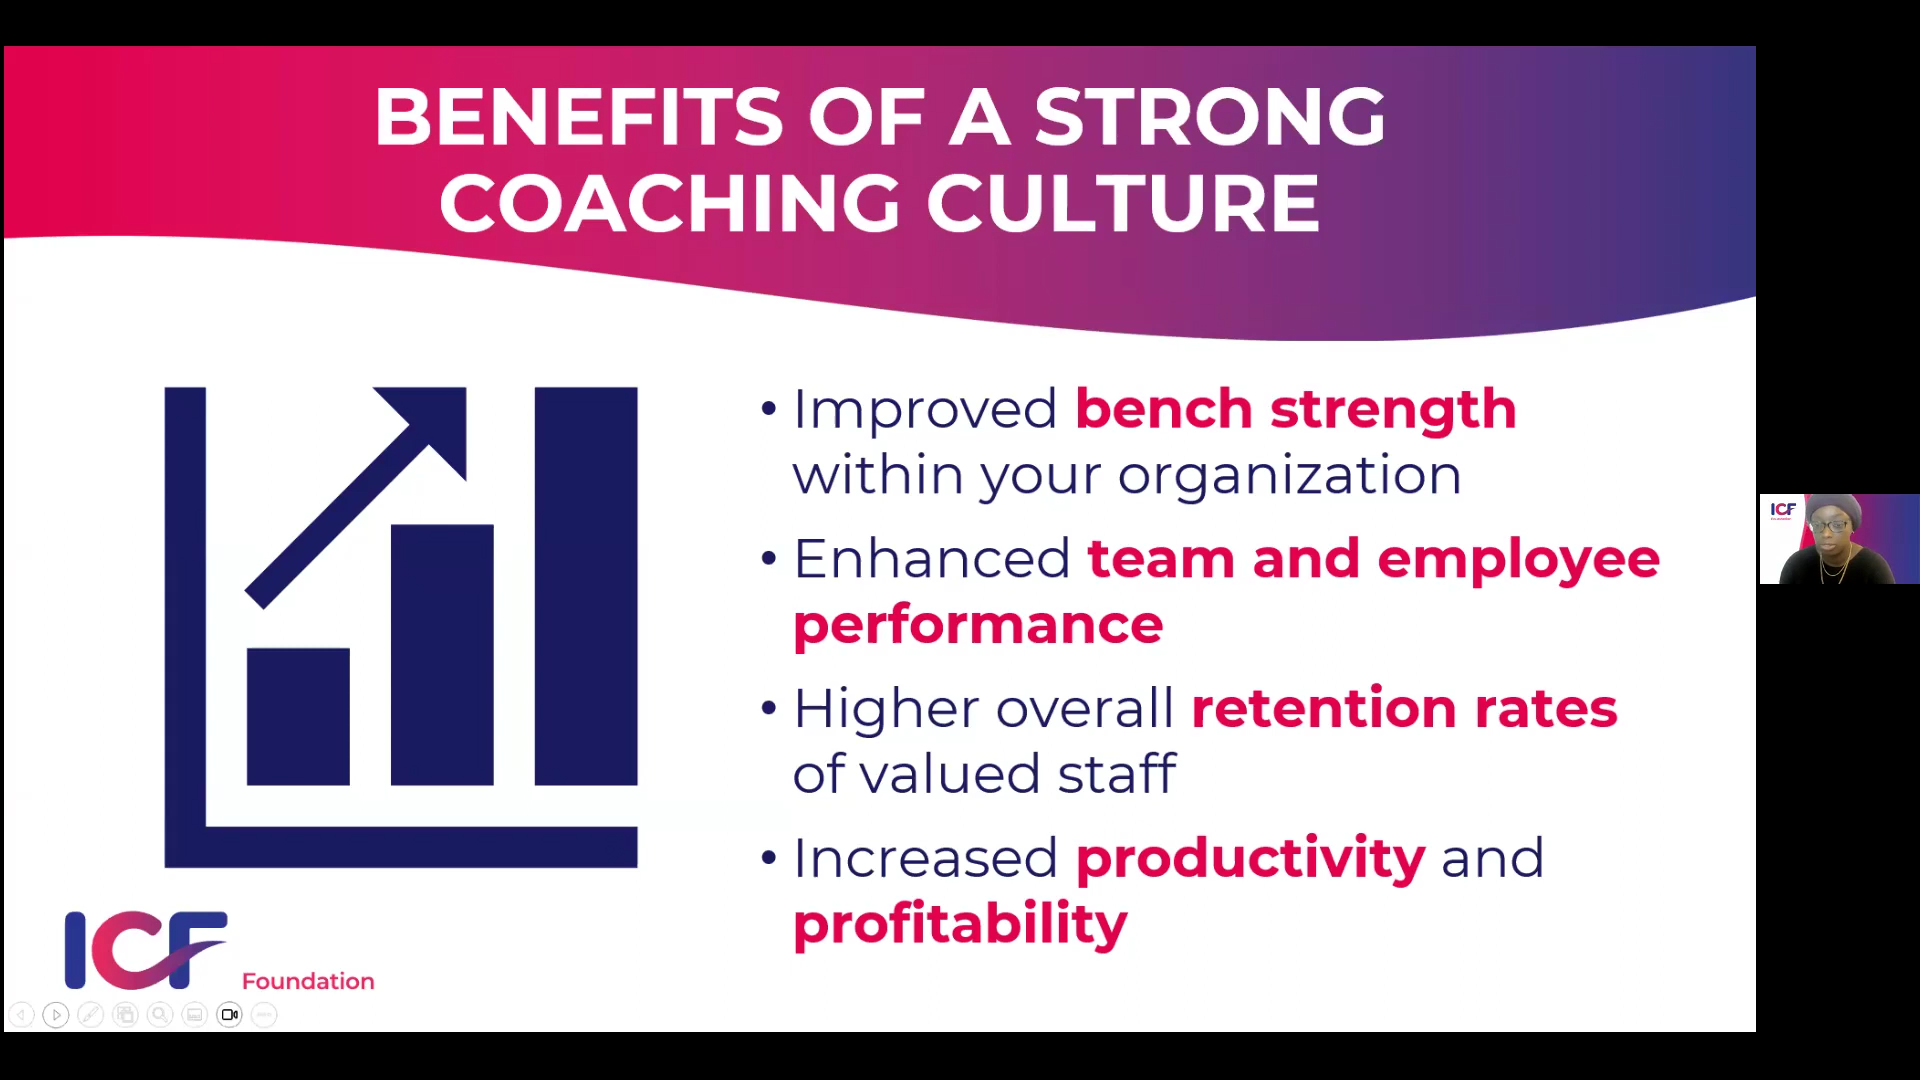 BENEFITS OF A STRONG
COACHING CULTURE
• Improved bench strength
within your organization
• Enhanced team and employee
performance
• Higher overall retention rates
of valued staff
• Increased productivity and
profitability
ICF
Foundation
ICF